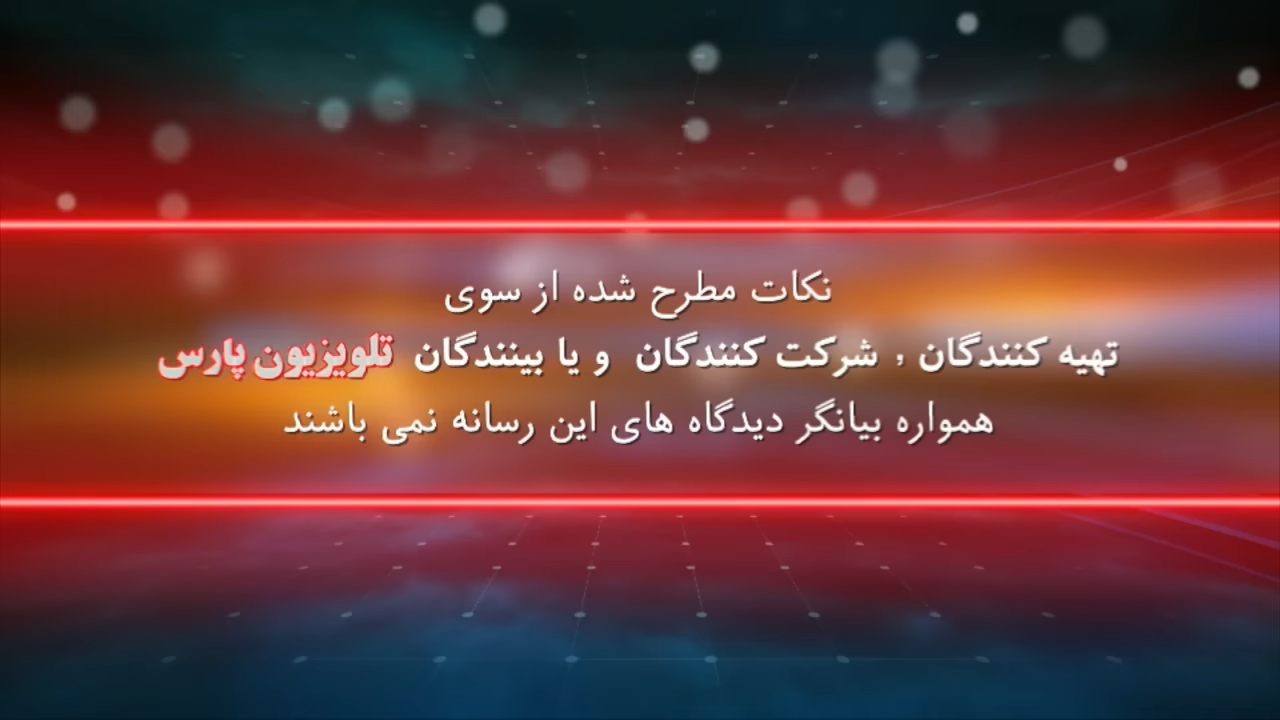 نکات مطرح شده از سوی
تهیه کنندگان , شرکت کنندگان و یا بینندگان تلویزیون پارس
همواره بیانگر دیدگاه های این رسانه نمی باشند